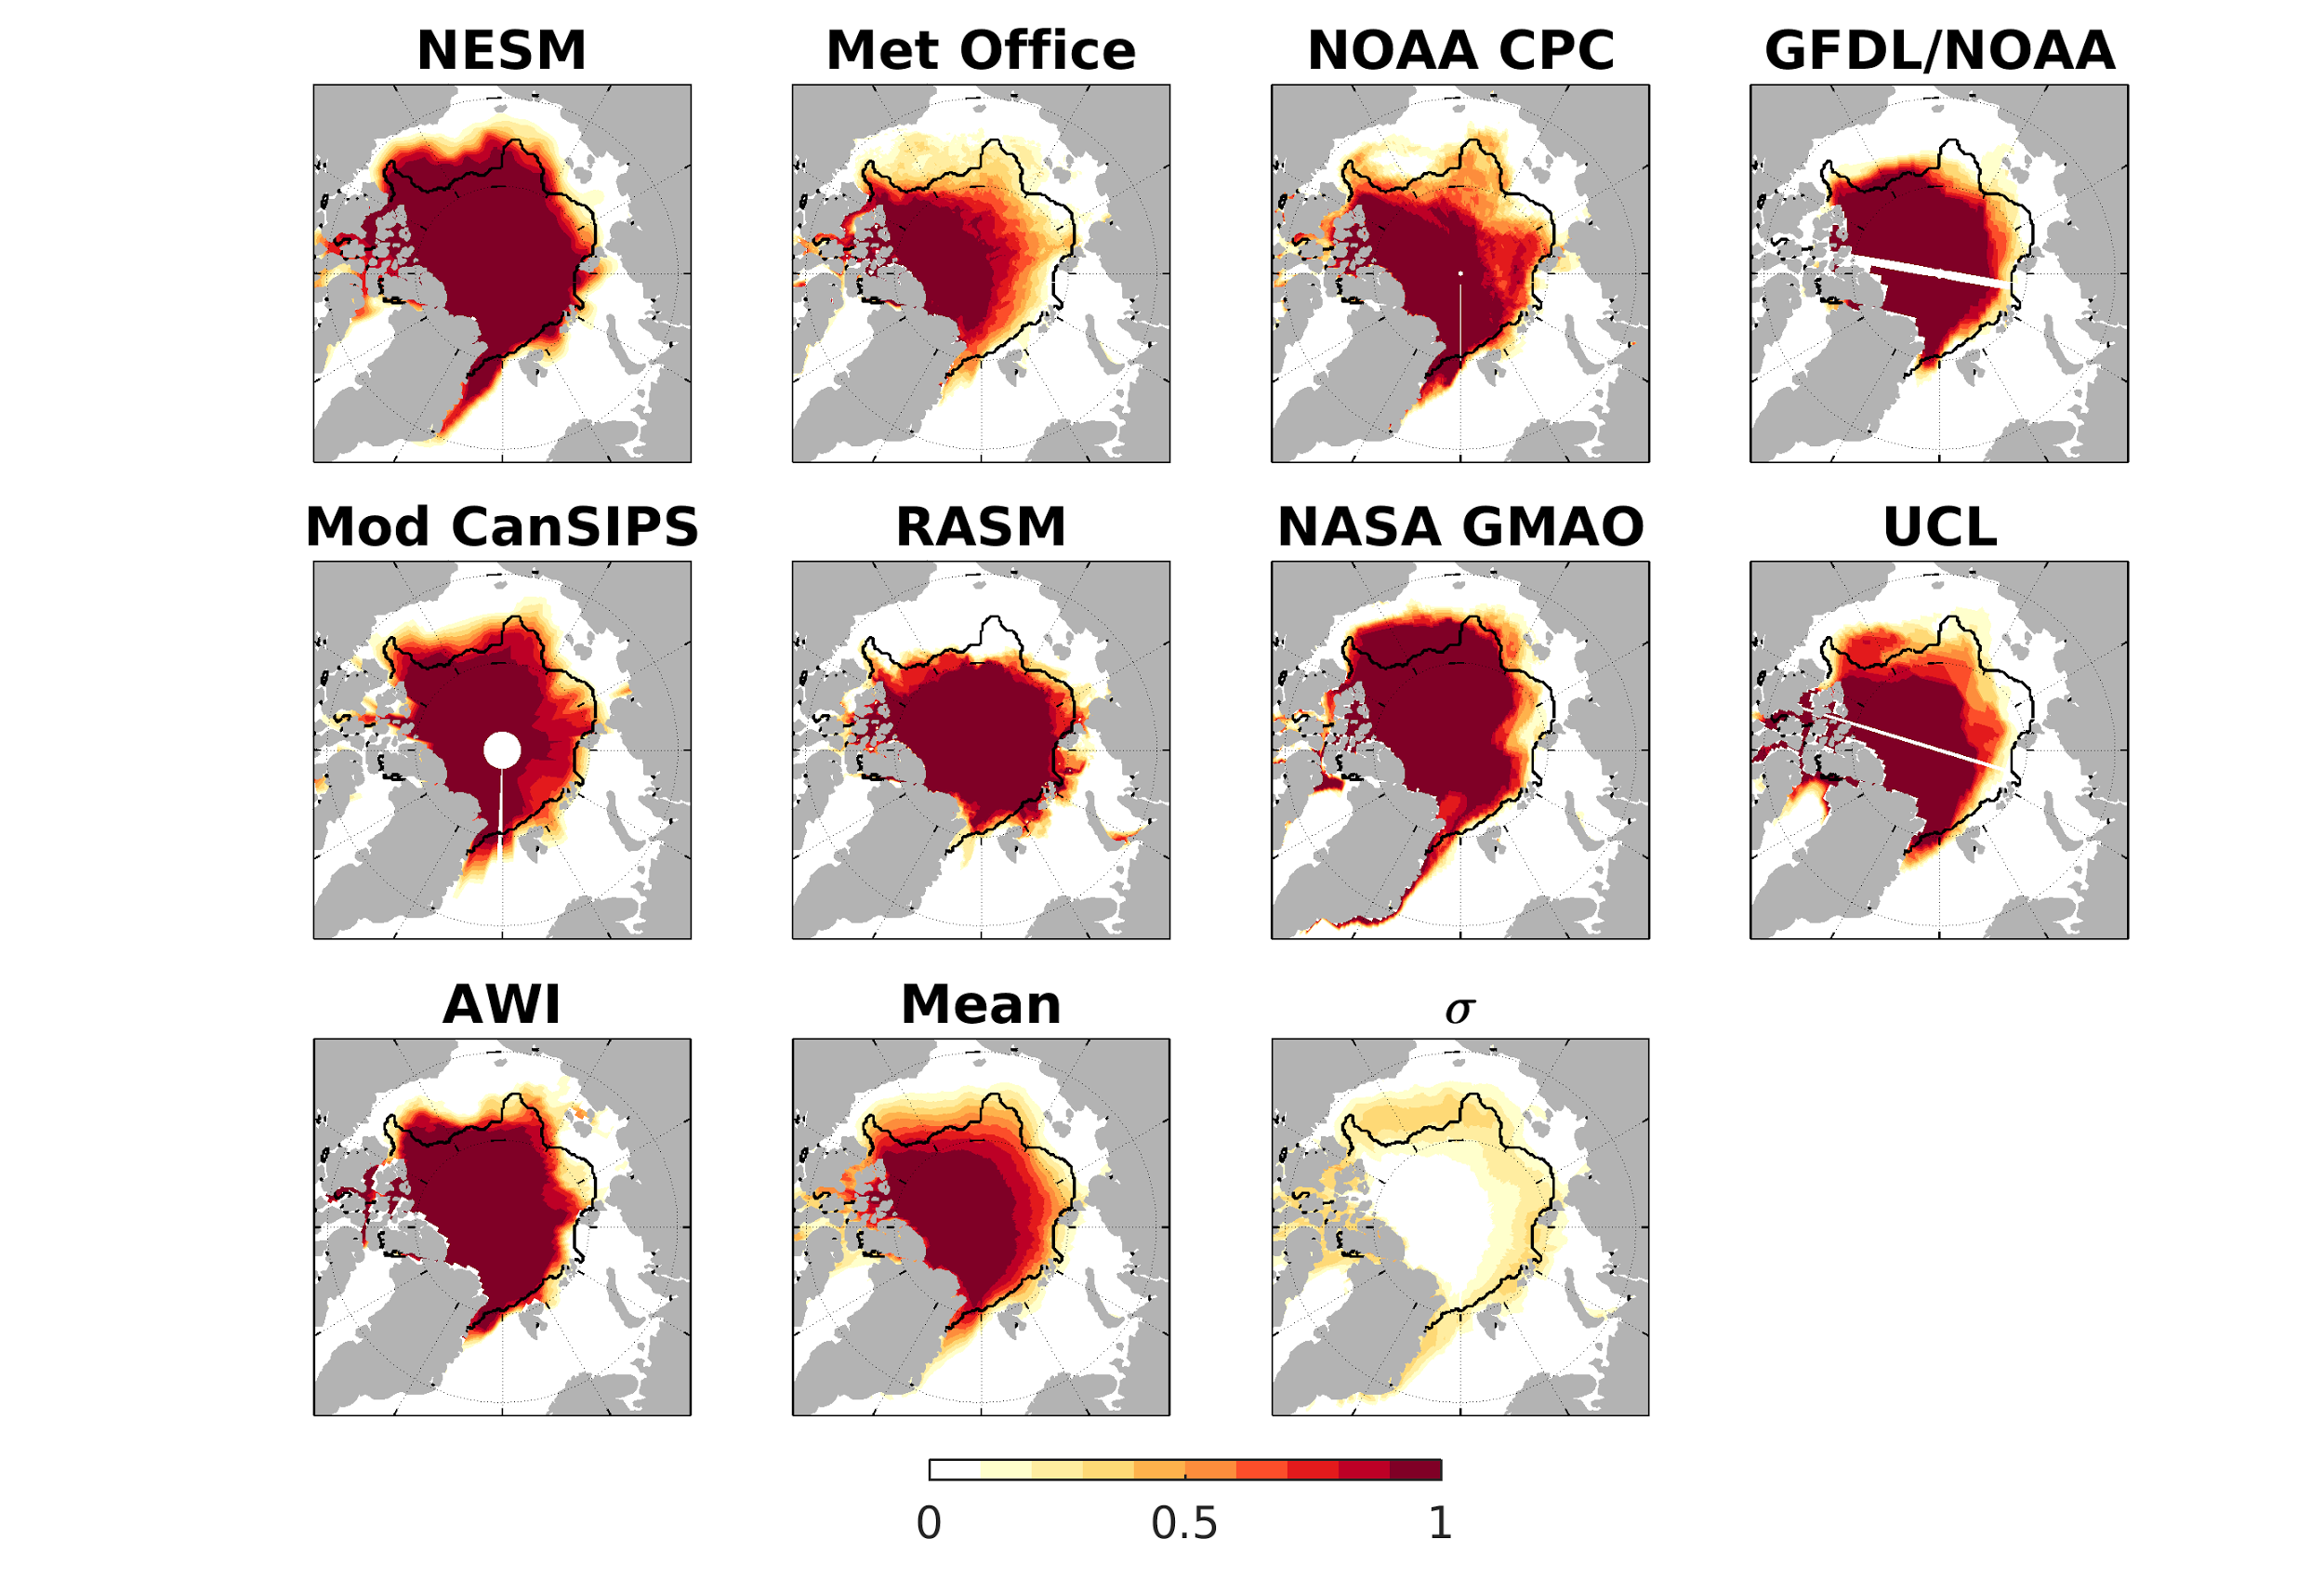 NESM Met Office NOAA CPC GFDL/NOAA
Mod CanSIPS RASM NASA GMAO UCL
AWI Mean σ
0 0.5 1